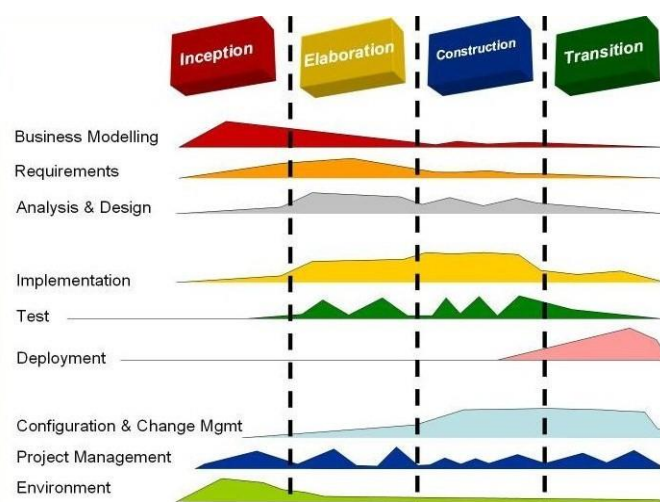 Inception
Elaboration
Construction
Transition
Business Modelling
Requirements
Analysis & Design
Implementation
Test
Deployment
Configuration & Change Mgmt
Project Management
Environment